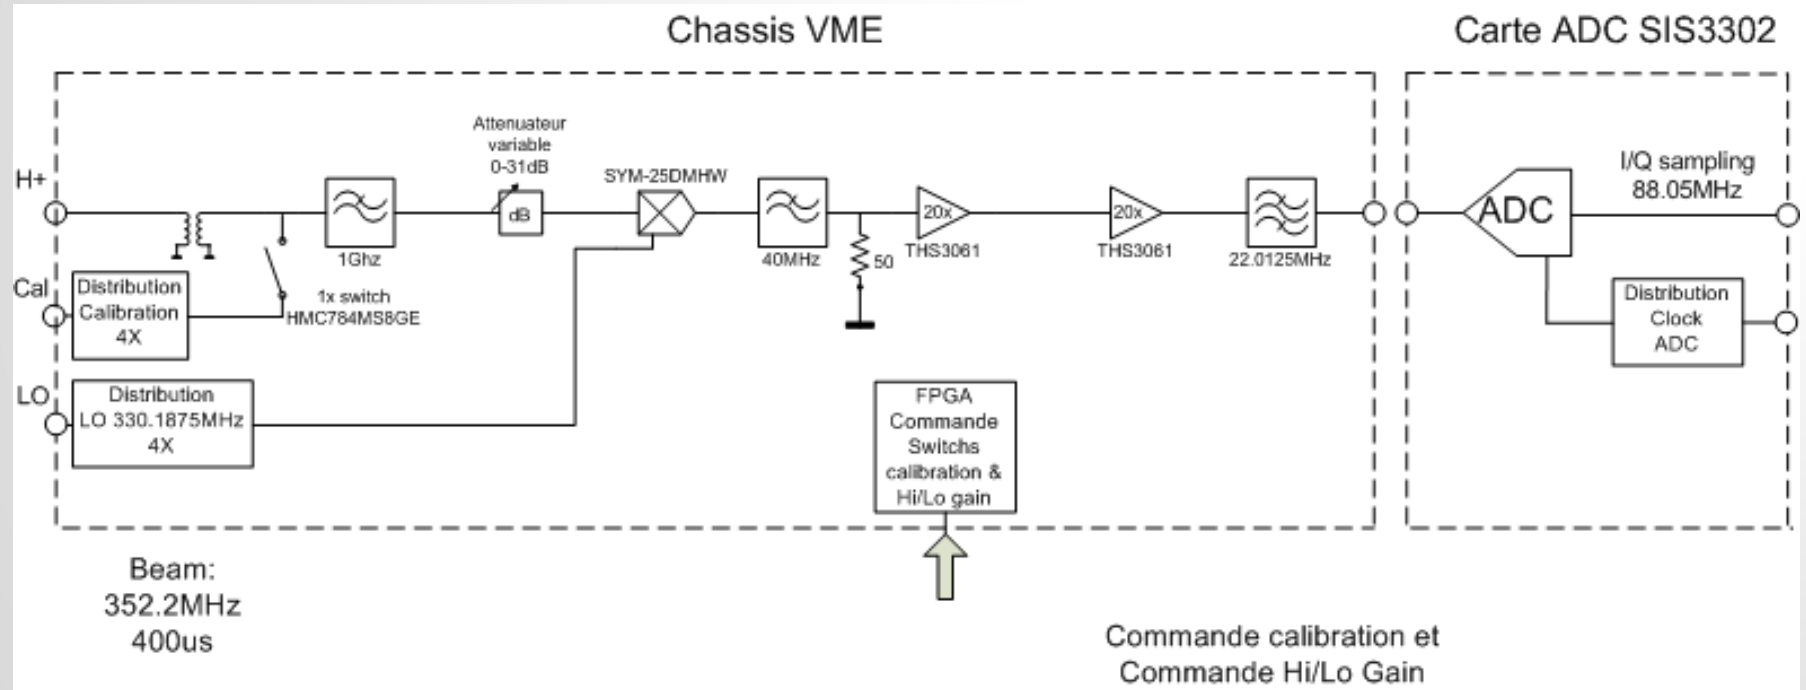 Chassis VME
Carte ADC SIS3302
Attenuateur
variable
0-31dB
H+
SYM-25DMHW
I/Q sampling
88.05MHz
dB
20x
20x
ADC
1Ghz
40MHz
50
THS3061
THS3061
22.0125MHz
Cal
Distribution
Calibration
4X
1x switch
HMC784MS8GE
Distribution
Clock
ADC
LO
Distribution
LO 330.1875MHz
4X
FPGA
Commande
Switchs
calibration &
Hi/Lo gain
Beam:
352.2MHz
400us
Commande calibration et
Commande Hi/Lo Gain